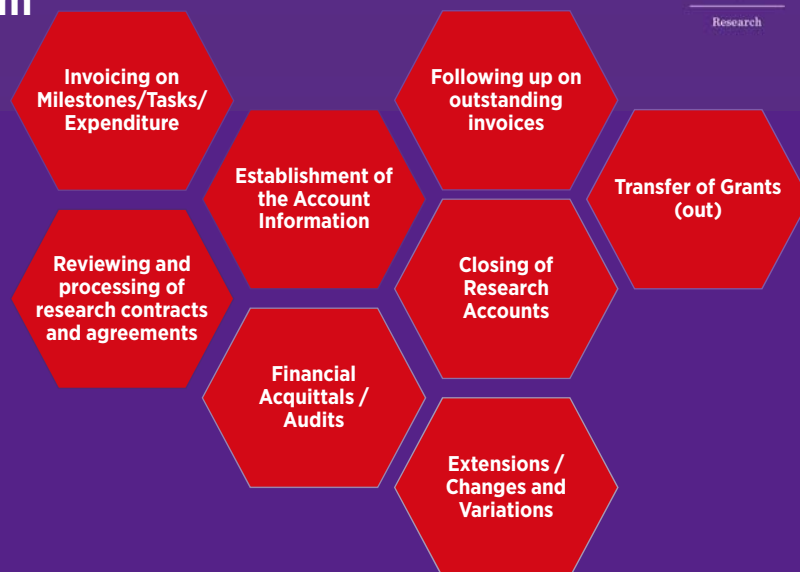 Research
Invoicing on
Milestones/Tasks/
Expenditure
Following up on
outstanding
invoices
Establishment of
the Account
Information
Transfer of Grants
(out)
Reviewing and
processing of
research contracts
and agreements
Closing of
Research
Accounts
Financial
Acquittals /
Audits
Extensions /
Changes and
Variations